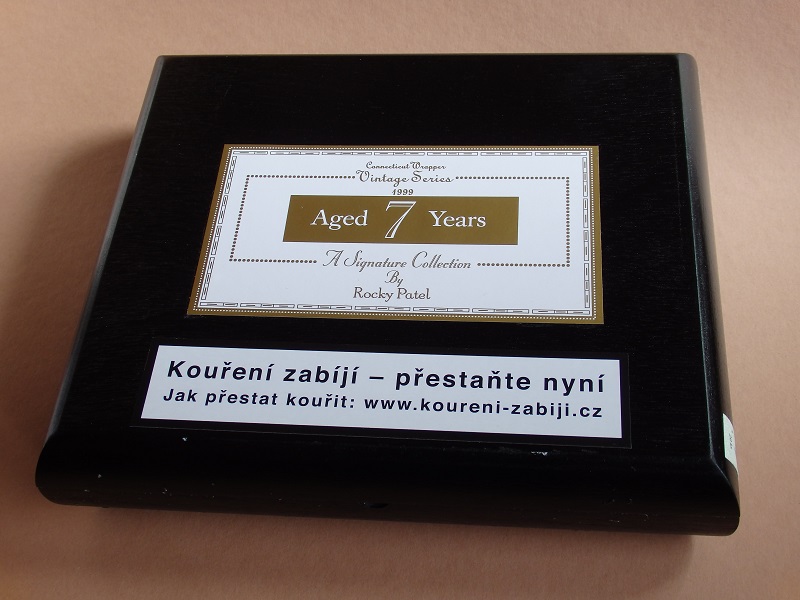 Connecticut Wrapper
Vintage Series
1999
Aged 7 Years
A Signature Collection
By
Rocky Patel
Kouření zabíjí – přestaňte nyní
Jak přestat kouřit: www.koureni-zabiji.cz